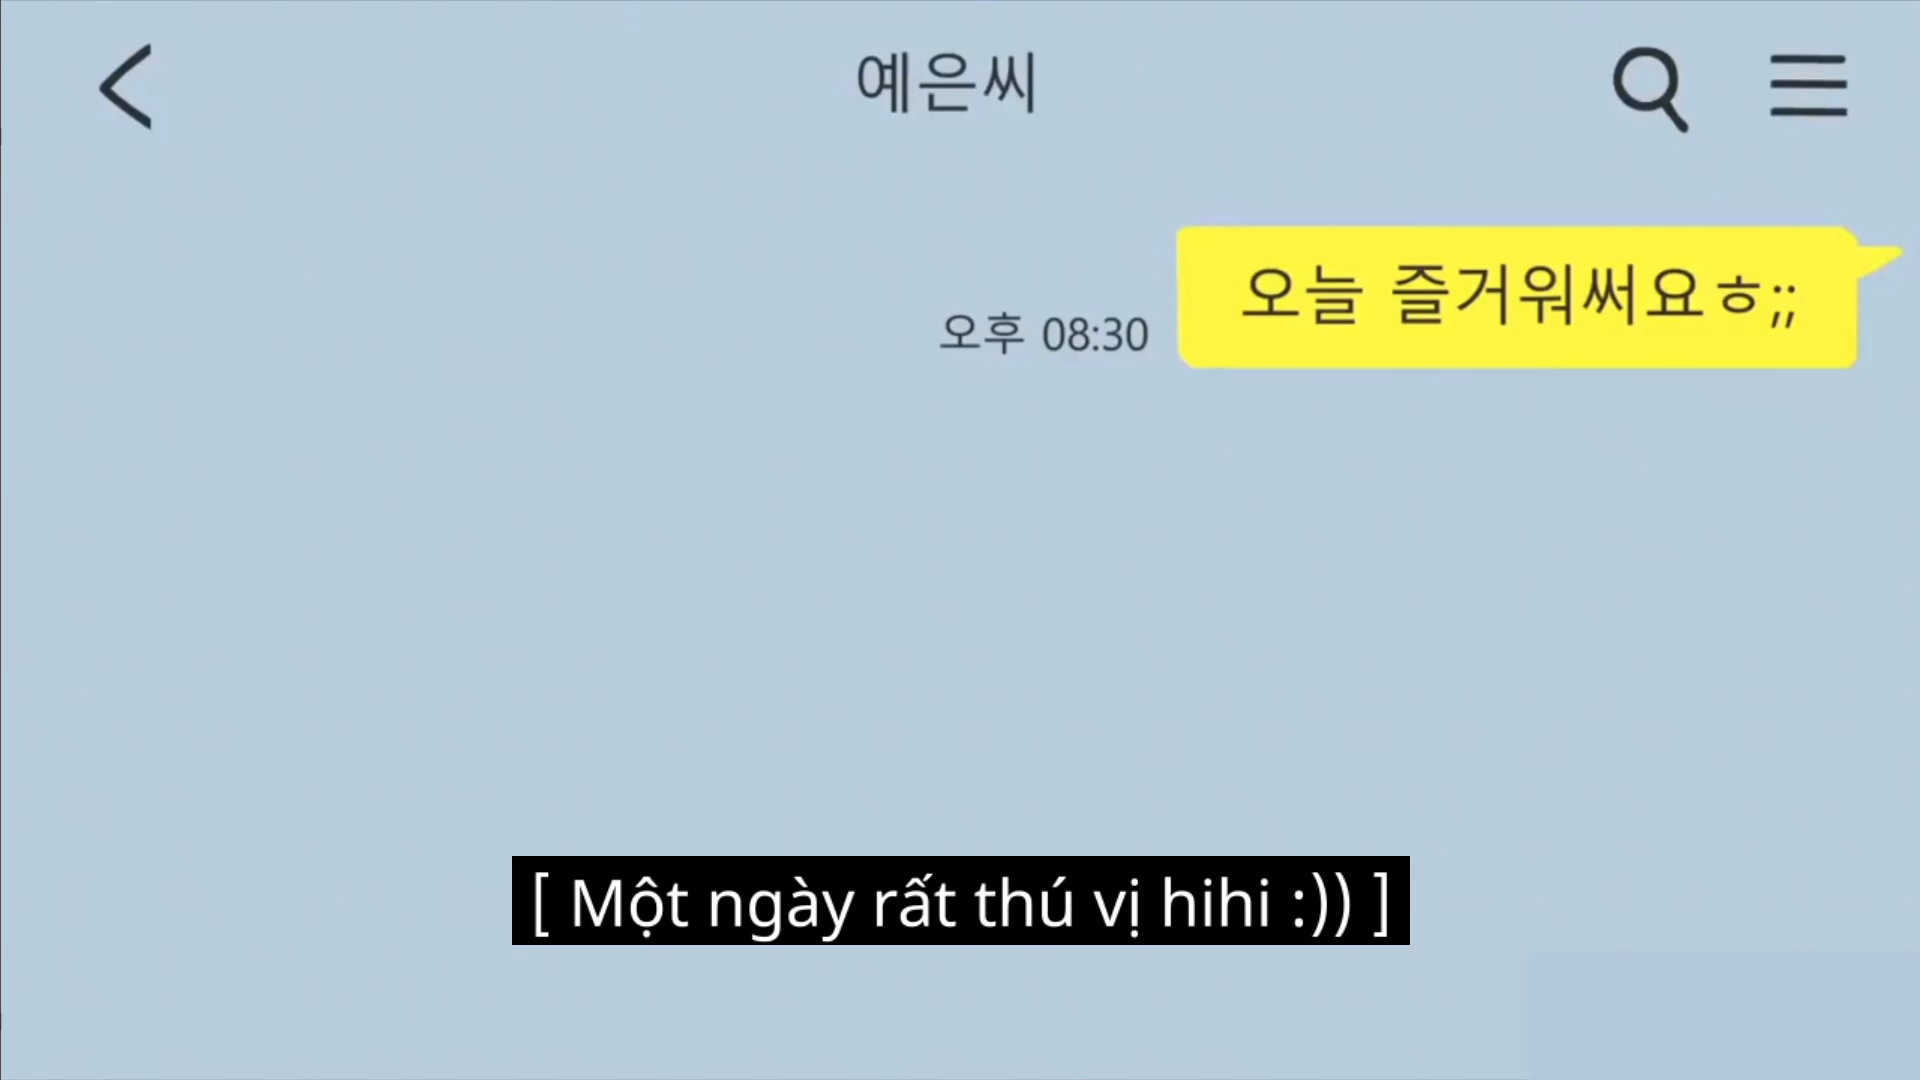 예은씨
오늘 즐거워써요ㅎ;;
오후 08:30
[ Một ngày rất thú vị hihi :)) ]